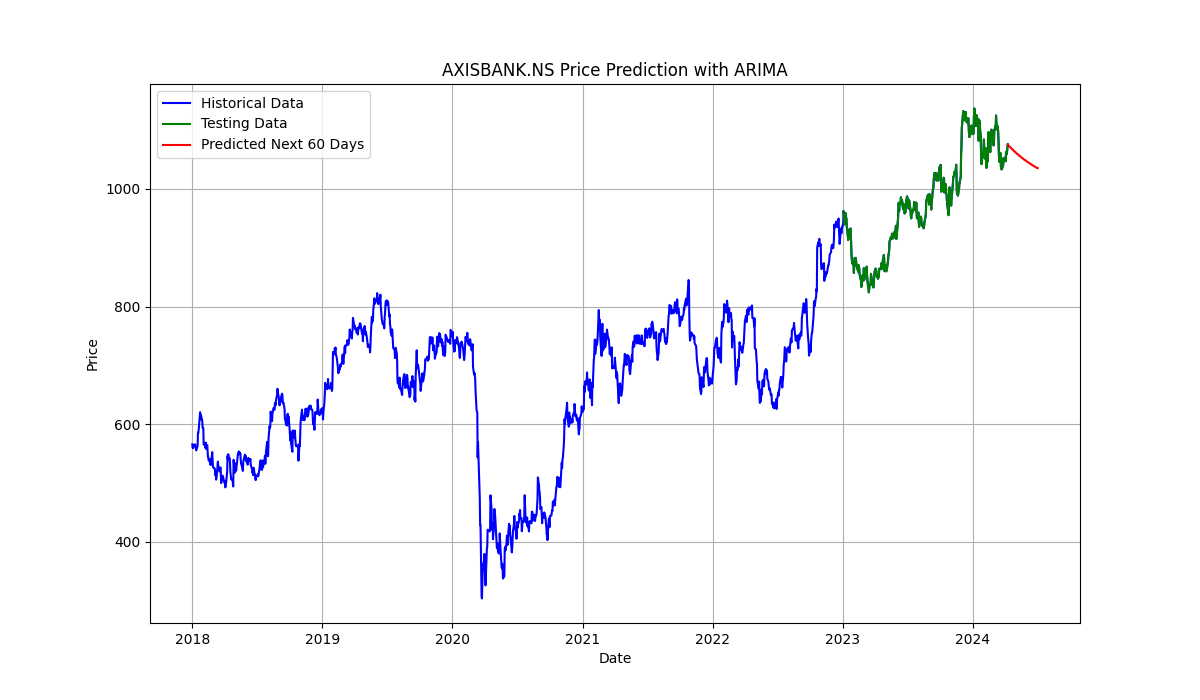 AXISBANK.NS Price Prediction with ARIMA
Historical Data
Testing Data
Predicted Next 60 Days
1000
800
600
400
Price
2018 2019 2020 2021 2022 2023 2024
Date